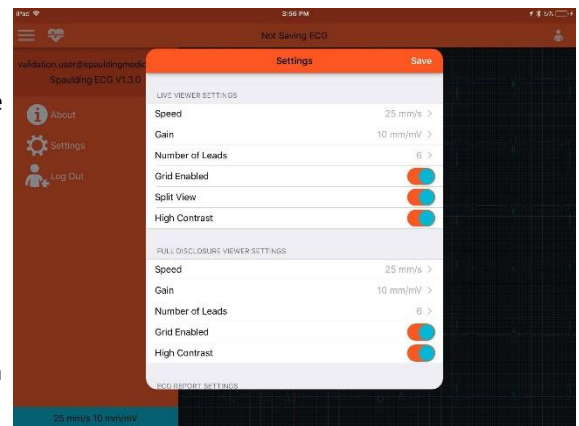 iPad
3:56 PM
Not Saving ECG
Settings
Save
validation.user@spauldingmedic
Spaulding ECG V1.3.0
About
Settings
Log Out
LIVE VIEWER SETTINGS
Speed 25 mm/s >
Gain 10 mm/mV >
Number of Leads 6 >
Grid Enabled
Split View
High Contrast
FULL DISCLOSURE VIEWER SETTINGS
Speed 25 mm/s >
Gain 10 mm/mV >
Number of Leads 6 >
Grid Enabled
High Contrast
ECG REPORT SETTINGS
25 mm/s 10 mm/mV